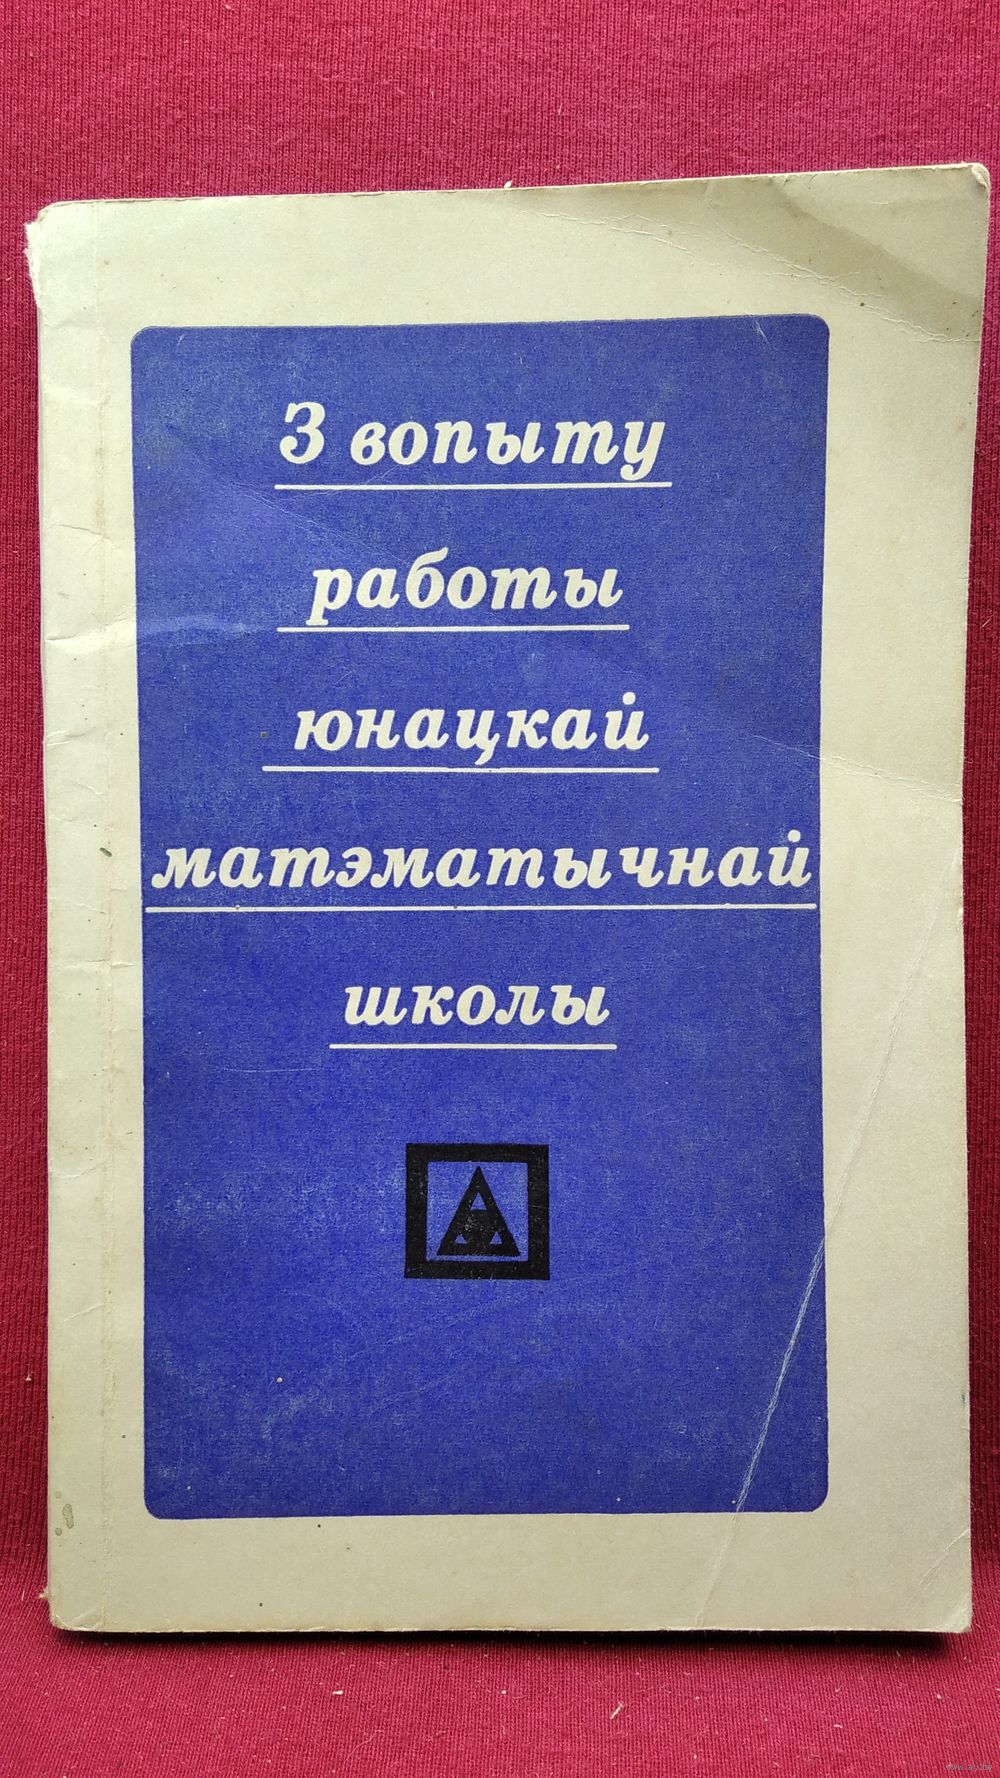 З вопыту
работы
юнацкай
матэматычнай
школы